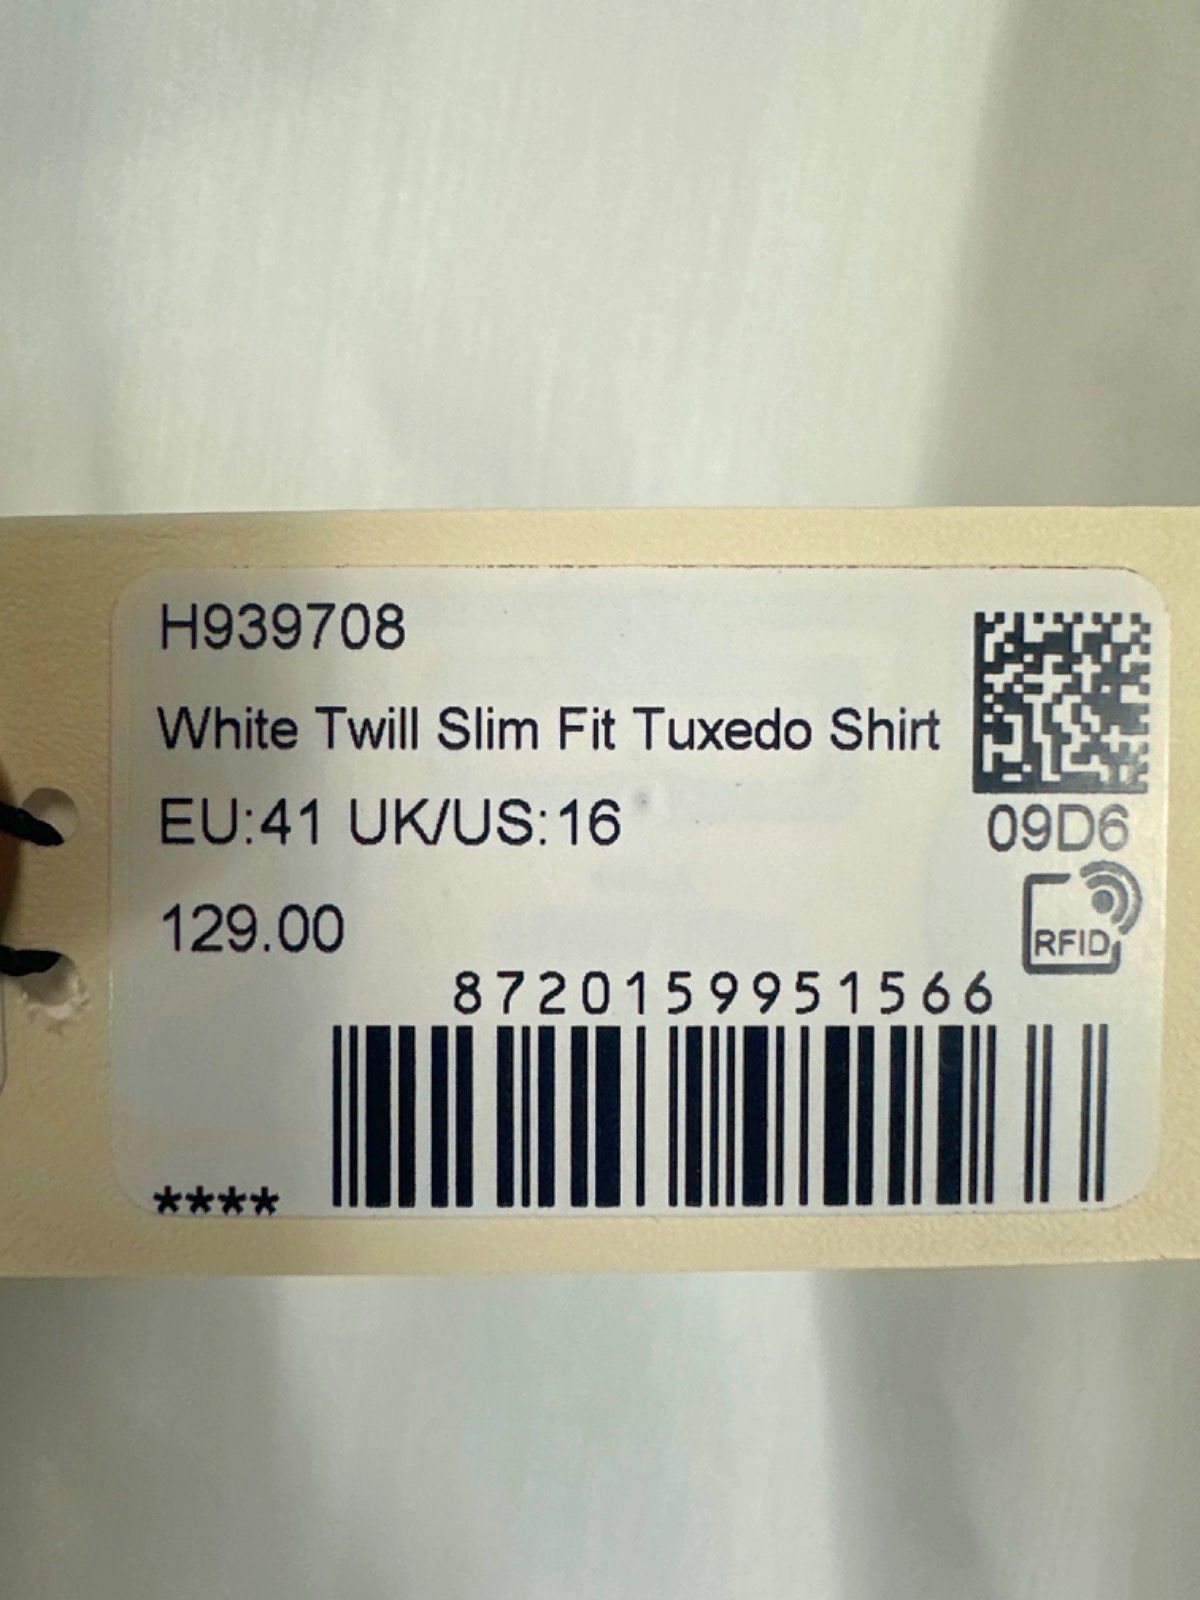 H939708
White Twill Slim Fit Tuxedo Shirt
EU:41 UK/US:16
09D6
129.00
RFID
8720159951566
****